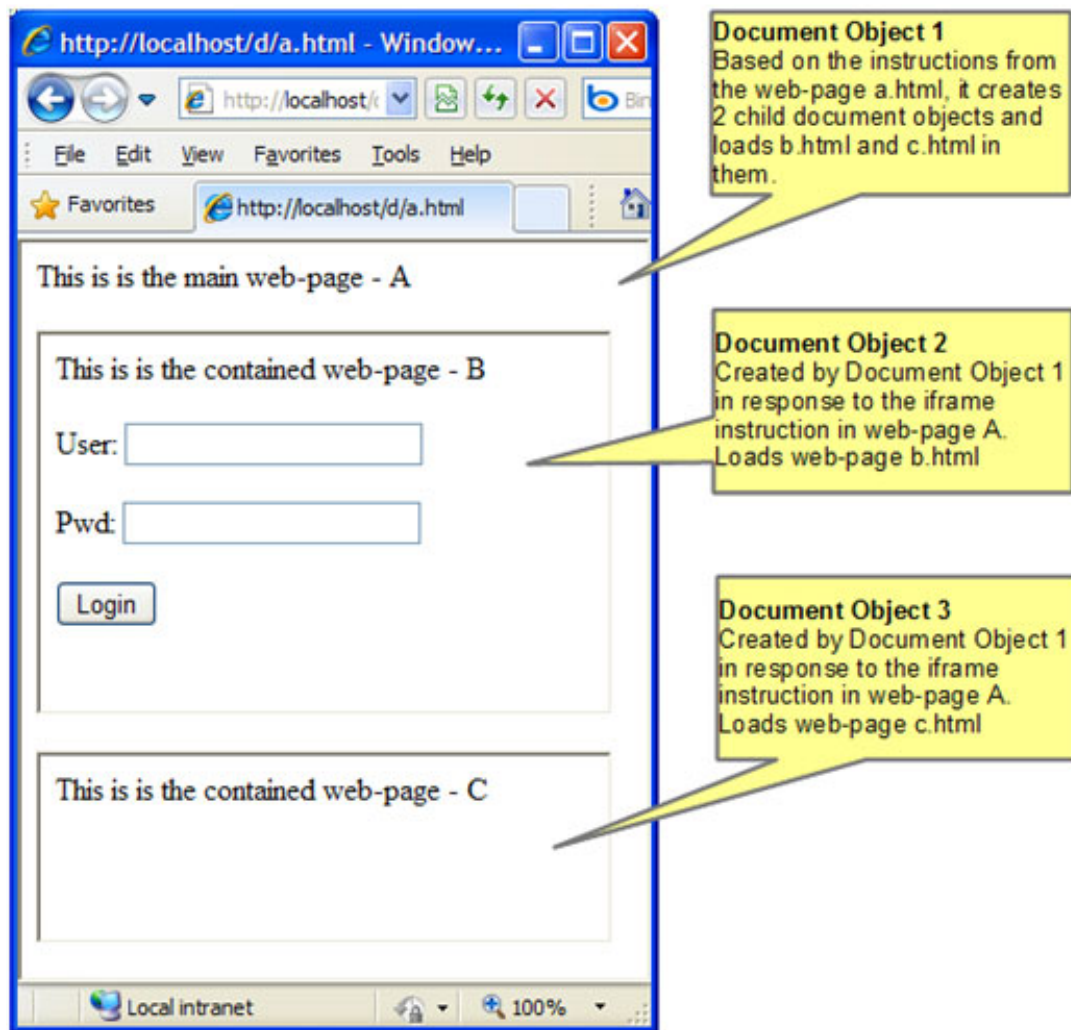 http://localhost/d/a.html - Window...
http://localhost/
Bin
File Edit View Favorites Tools Help
Favorites
http://localhost/d/a.html
This is is the main web-page - A
This is is the contained web-page - B
User:
Pwd:
Login
This is is the contained web-page - C
Local intranet
100%
Document Object 1
Based on the instructions from
the web-page a.html, it creates
2 child document objects and
loads b.html and c.html in
them.
Document Object 2
Created by Document Object 1
in response to the iframe
instruction in web-page A.
Loads web-page b.html
Document Object 3
Created by Document Object 1
in response to the iframe
instruction in web-page A.
Loads web-page c.html